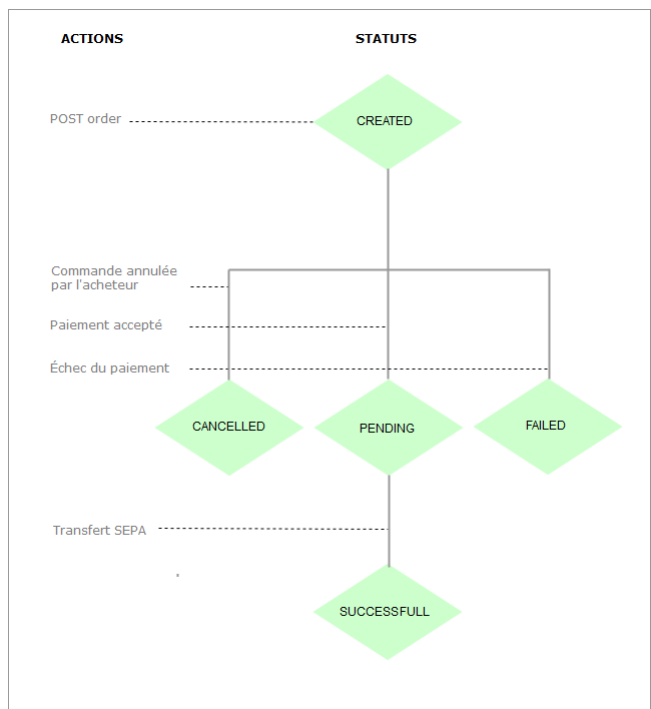 ACTIONS STATUTS
POST order CREATED
Commande annulée
par l'acheteur
Paiement accepté
Échec du paiement
CANCELLED PENDING FAILED
Transfert SEPA
SUCCESSFULL